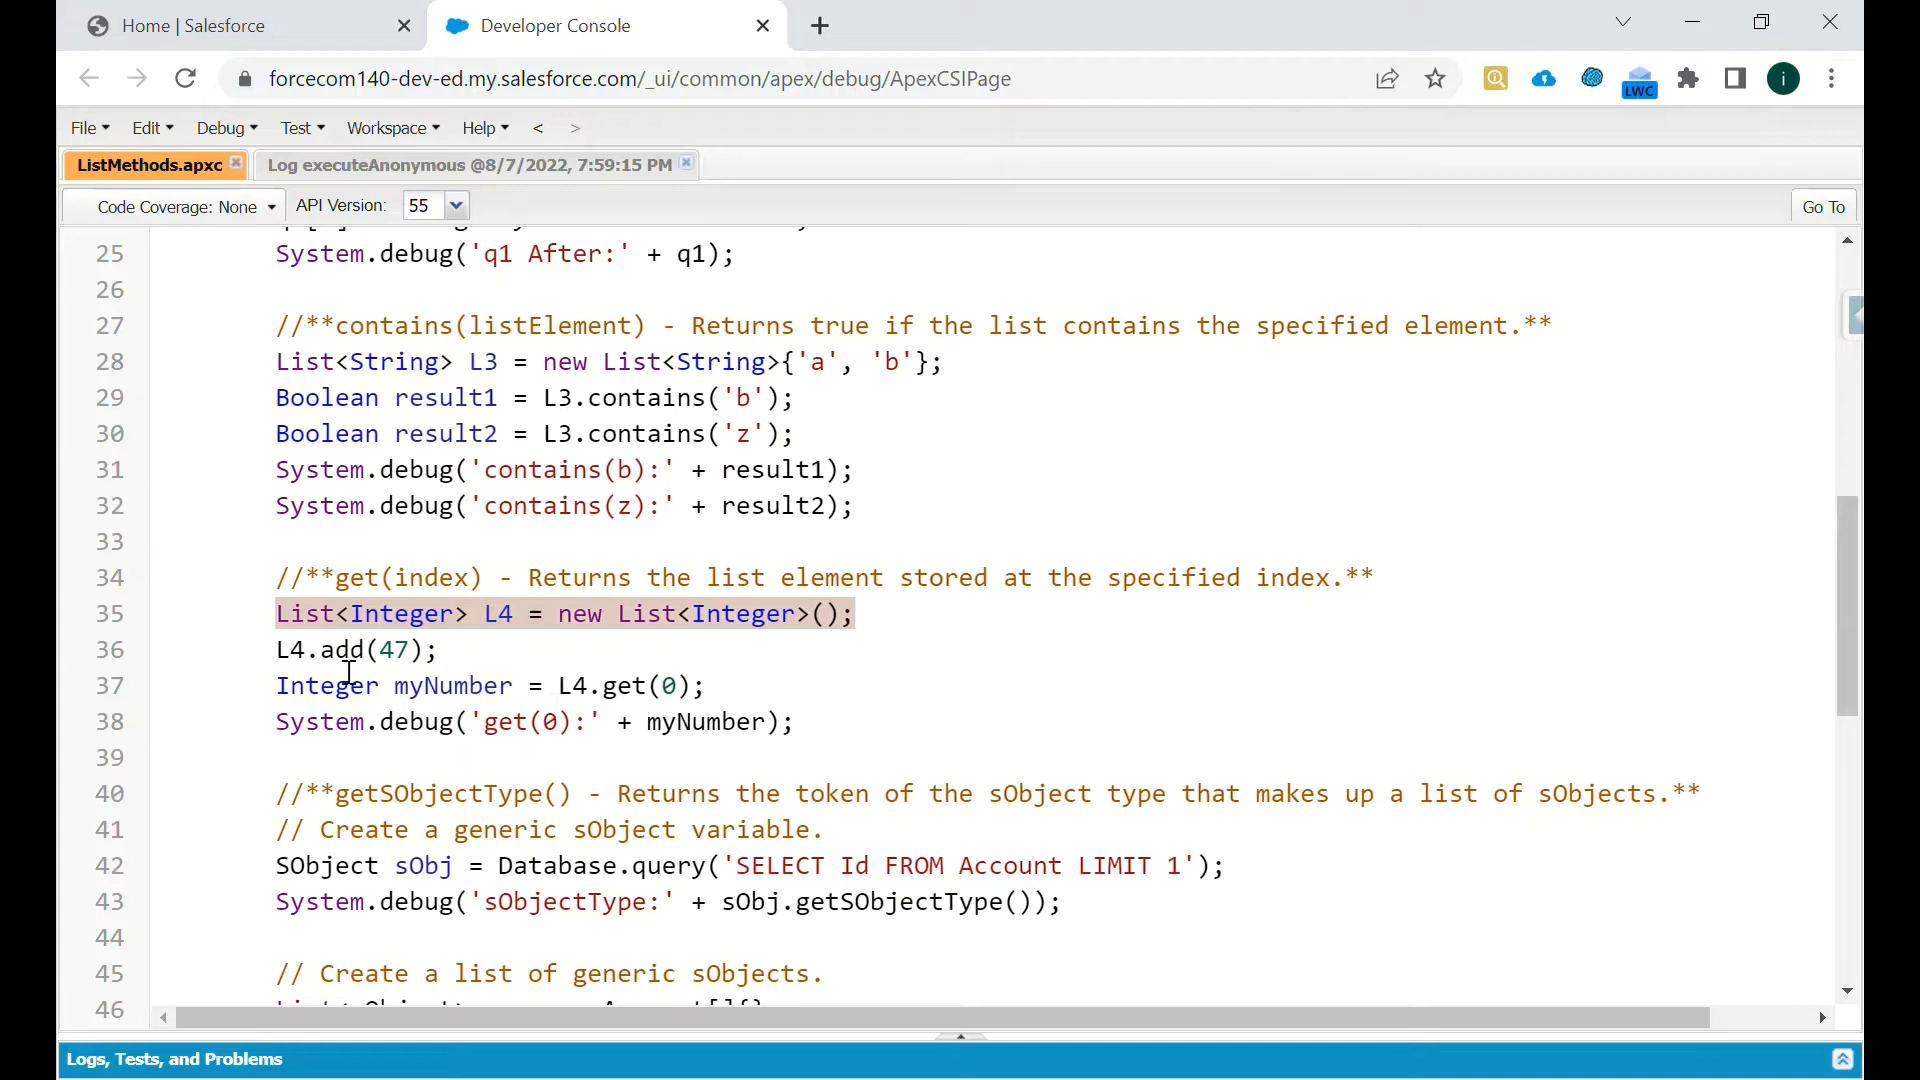 Home | Salesforce
Developer Console
forcecom140-dev-ed.my.salesforce.com/_ui/common/apex/debug/ApexCSIPage
LWC
i
File Edit Debug Test Workspace Help < >
ListMethods.apxc
Log executeAnonymous @8/7/2022, 7:59:15 PM
Code Coverage: None API Version: 55 Go To
25 System.debug('q1 After:' + q1);
26
27 //**contains(listElement) - Returns true if the list contains the specified element.**
28 List<String> L3 = new List<String>{'a', 'b'};
29 Boolean result1 = L3.contains('b');
30 Boolean result2 = L3.contains('z');
31 System.debug('contains(b):' + result1);
32 System.debug('contains(z):' + result2);
33
34 //**get(index) - Returns the list element stored at the specified index.**
35 List<Integer> L4 = new List<Integer>();
36 L4.add(47);
37 Integer myNumber = L4.get(0);
38 System.debug('get(0):' + myNumber);
39
40 //**getSObjectType() - Returns the token of the sObject type that makes up a list of sObjects.**
41 // Create a generic sObject variable.
42 SObject sObj = Database.query('SELECT Id FROM Account LIMIT 1');
43 System.debug('sObjectType:' + sObj.getSObjectType());
44
45 // Create a list of generic sObjects.
46
Logs, Tests, and Problems